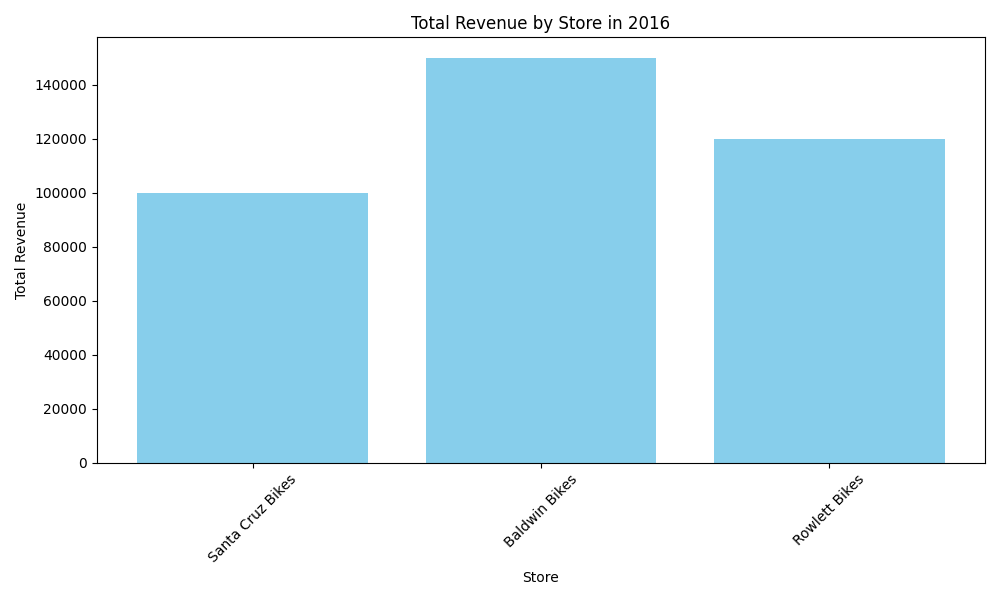 Total Revenue by Store in 2016
Total Revenue
140000
120000
100000
80000
60000
40000
20000
0
Santa Cruz Bikes
Baldwin Bikes
Rowlett Bikes
Store